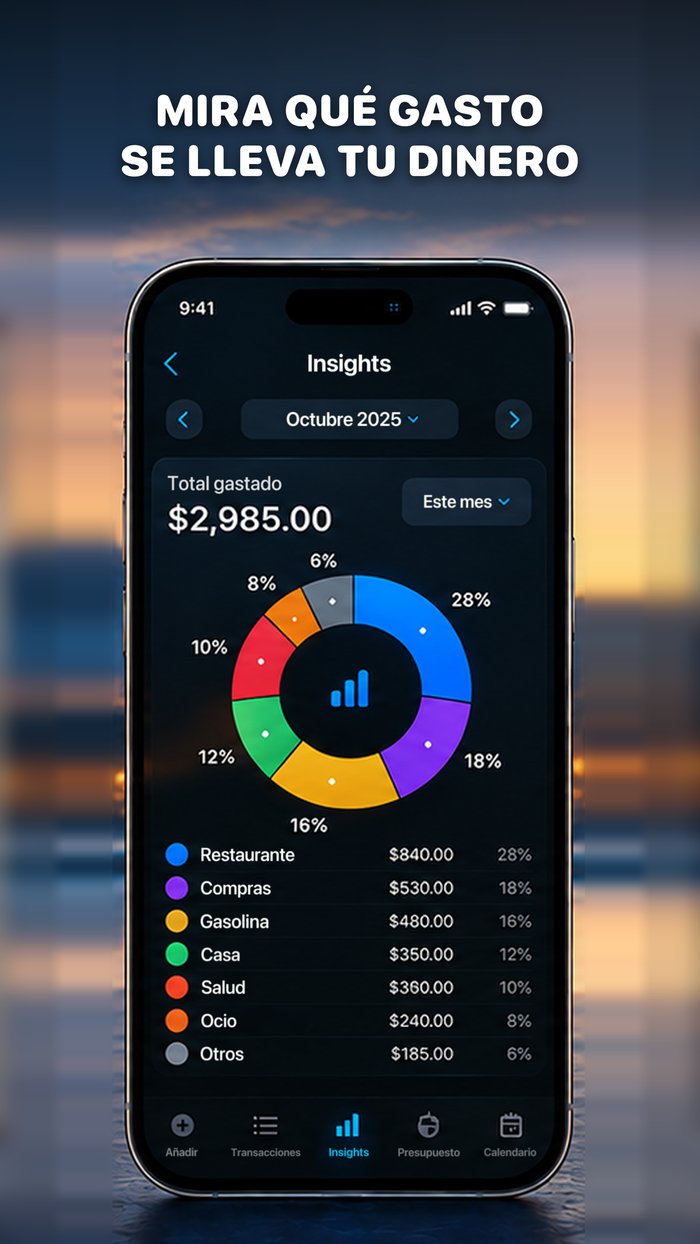 MIRA QUÉ GASTO
SE LLEVA TU DINERO
9:41
Insights
Octubre 2025
Total gastado
$2,985.00
Este mes
6%
8%
28%
10%
12%
18%
16%
Restaurante $840.00 28%
Compras $530.00 18%
Gasolina $480.00 16%
Casa $350.00 12%
Salud $360.00 10%
Ocio $240.00 8%
Otros $185.00 6%
Añadir Transacciones Insights Presupuesto Calendario